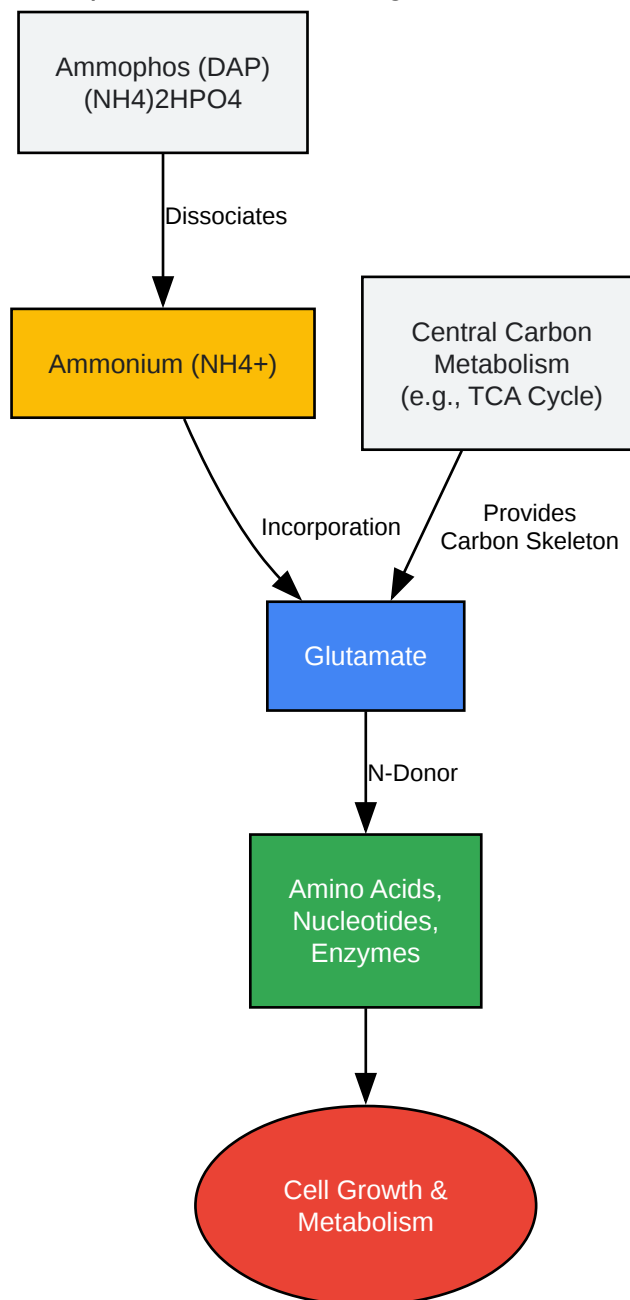 Ammophos (DAP)
(NH4)2HPO4
Dissociates
Ammonium (NH4+)
Central Carbon
Metabolism
(e.g., TCA Cycle)
Incorporation
Provides
Carbon Skeleton
Glutamate
N-Donor
Amino Acids,
Nucleotides,
Enzymes
Cell Growth &
Metabolism